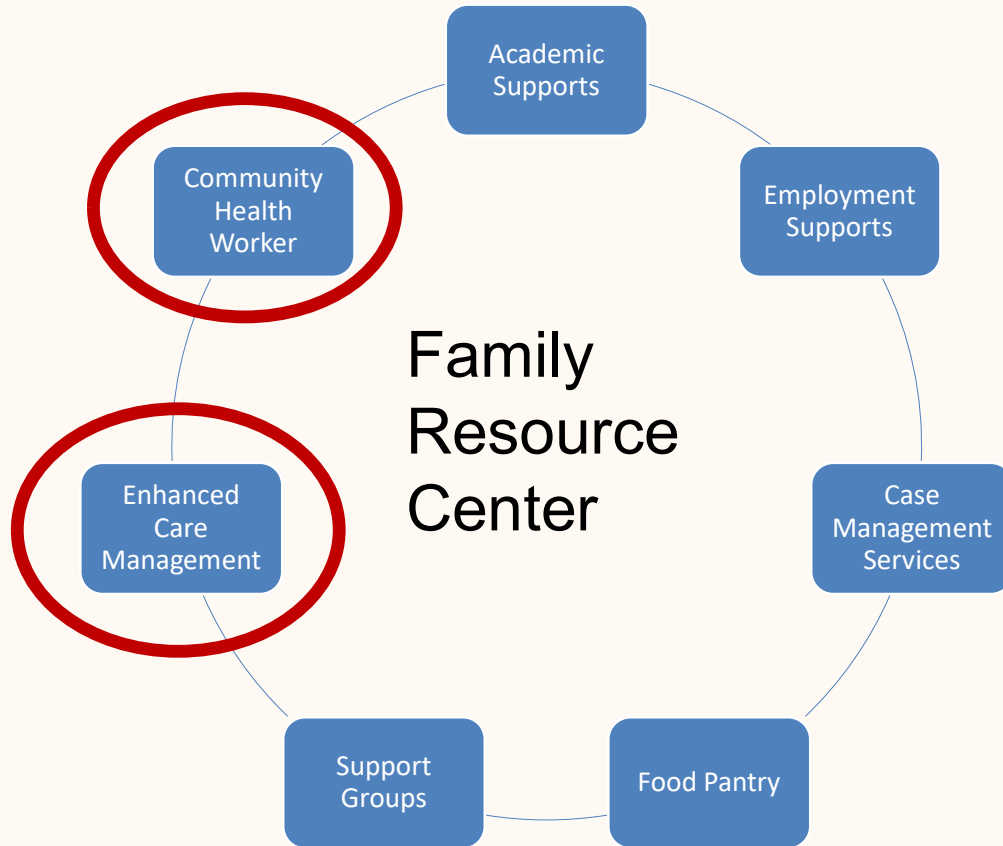 Academic
Supports
Community
Health
Worker
Employment
Supports
Family
Resource
Center
Enhanced
Care
Management
Case
Management
Services
Support
Groups
Food Pantry